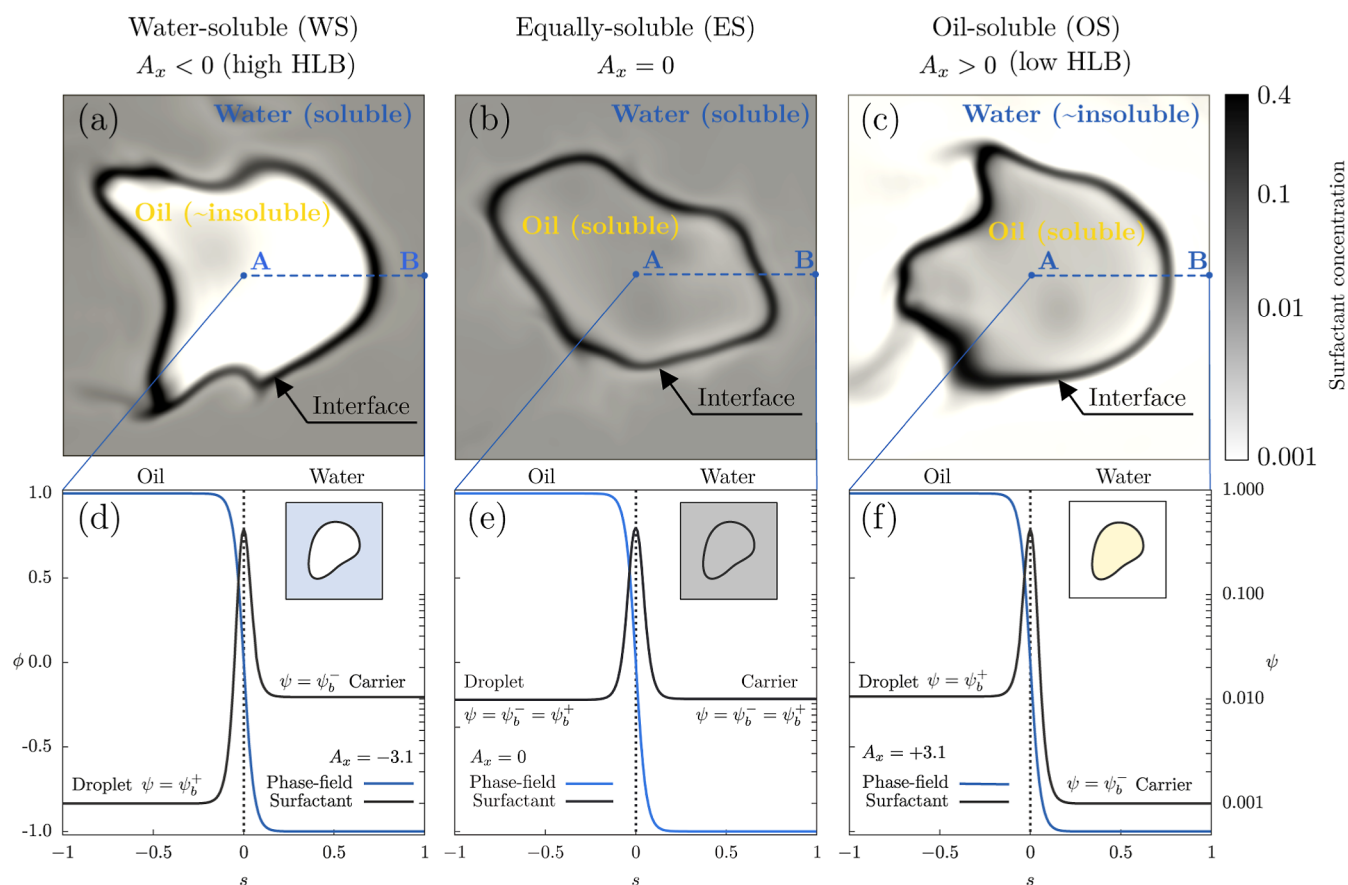 Water-soluble (WS)
A_x < 0 (high HLB)
Equally-soluble (ES)
A_x = 0
Oil-soluble (OS)
A_x > 0 (low HLB)
(a)
Water (soluble)
Oil (~insoluble)
A
B
Interface
(b)
Water (soluble)
Oil (soluble)
A
B
Interface
(c)
Water (~insoluble)
Oil (soluble)
A
B
Interface
0.4
0.1
0.01
0.001
Surfactant concentration
Oil
Water
(d)
1.0
0.5
ϕ 0.0
-0.5
-1.0
ψ = ψ_b^- Carrier
A_x = −3.1
Droplet ψ = ψ_b^+
Phase-field
Surfactant
−1
−0.5
0
0.5
1
s
Oil
Water
(e)
Droplet
Carrier
ψ = ψ_b^- = ψ_b^+
ψ = ψ_b^- = ψ_b^+
A_x = 0
Phase-field
Surfactant
−1
−0.5
0
0.5
1
s
Oil
Water
(f)
Droplet ψ = ψ_b^+
A_x = +3.1
Phase-field
Surfactant
ψ = ψ_b^- Carrier
1.000
0.100
ψ
0.010
0.001
−1
−0.5
0
0.5
1
s